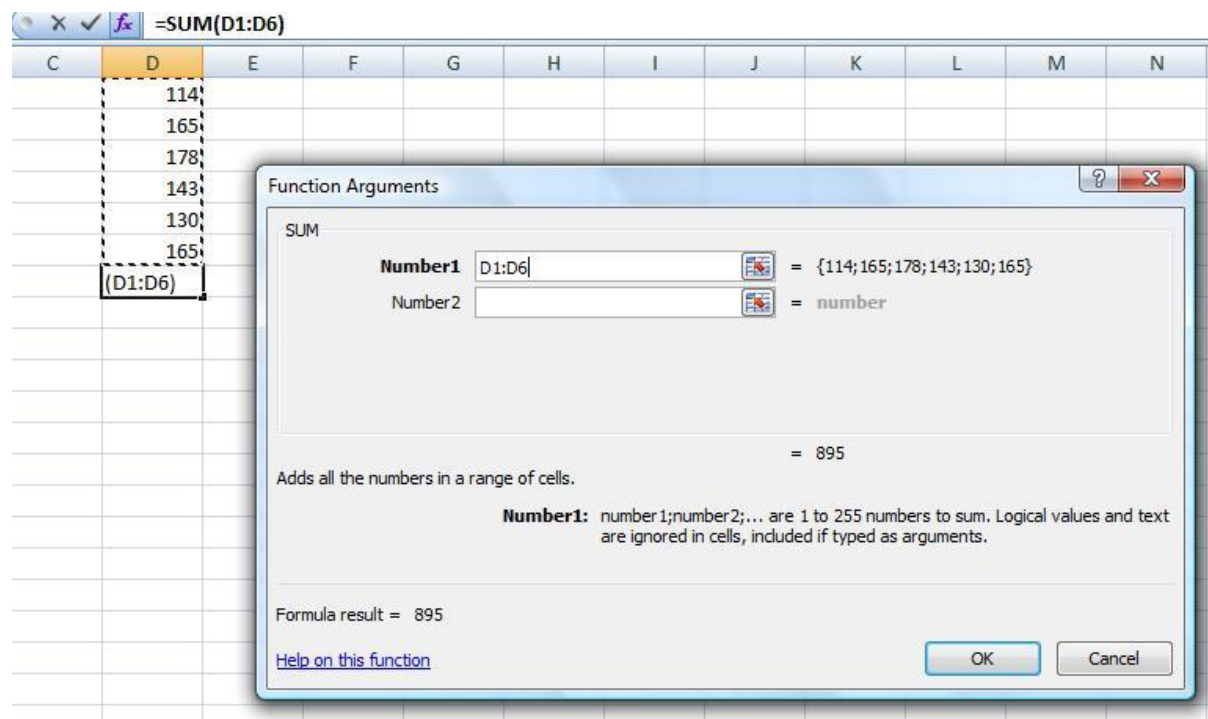 fx =SUM(D1:D6)
C D E F G H I J K L M N
114
165
178
143
130
165
(D1:D6)
Function Arguments ? X
SUM
Number1 D1:D6 = {114;165;178;143;130;165}
Number2 = number
= 895
Adds all the numbers in a range of cells.
Number1: number1;number2;... are 1 to 255 numbers to sum. Logical values and text
are ignored in cells, included if typed as arguments.
Formula result = 895
Help on this function OK Cancel